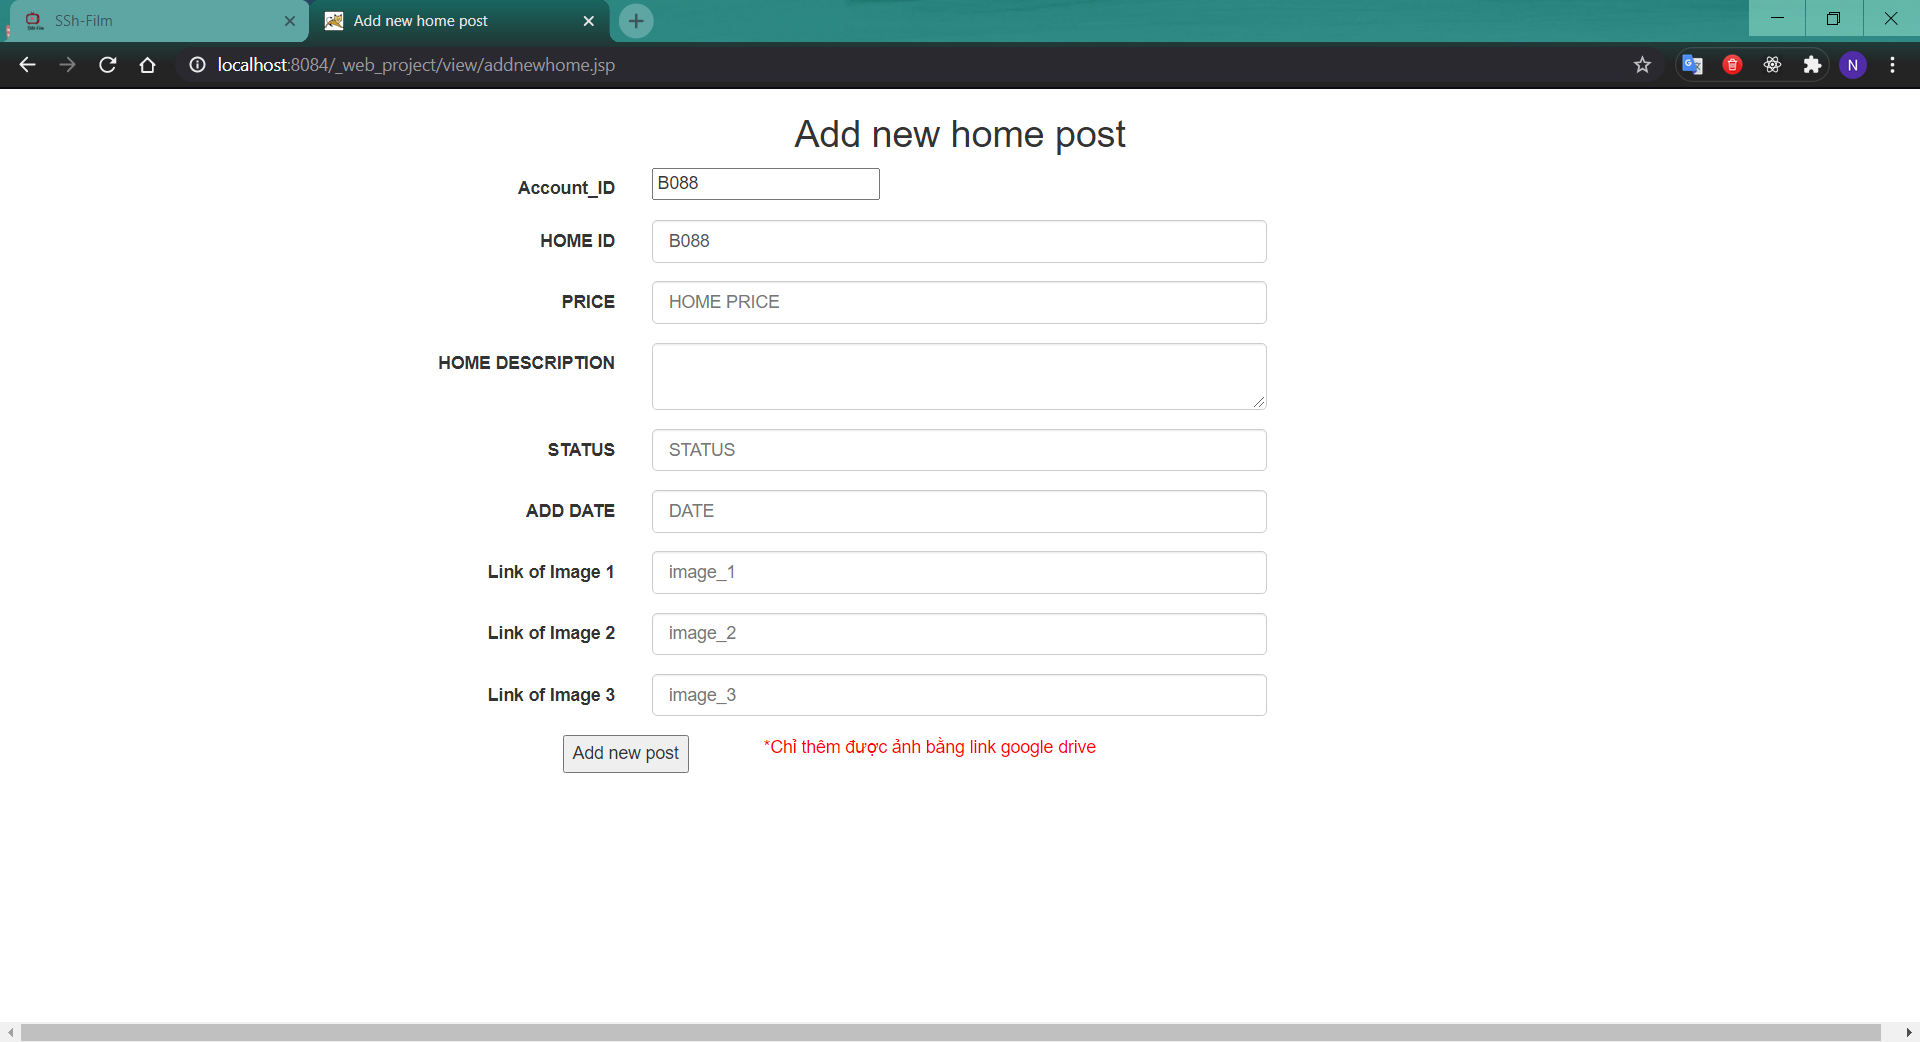 SSh-Film
Add new home post
localhost:8084/_web_project/view/addnewhome.jsp
N
Add new home post
Account_ID B088
HOME ID B088
PRICE HOME PRICE
HOME DESCRIPTION
STATUS STATUS
ADD DATE DATE
Link of Image 1 image_1
Link of Image 2 image_2
Link of Image 3 image_3
Add new post *Chỉ thêm được ảnh bằng link google drive